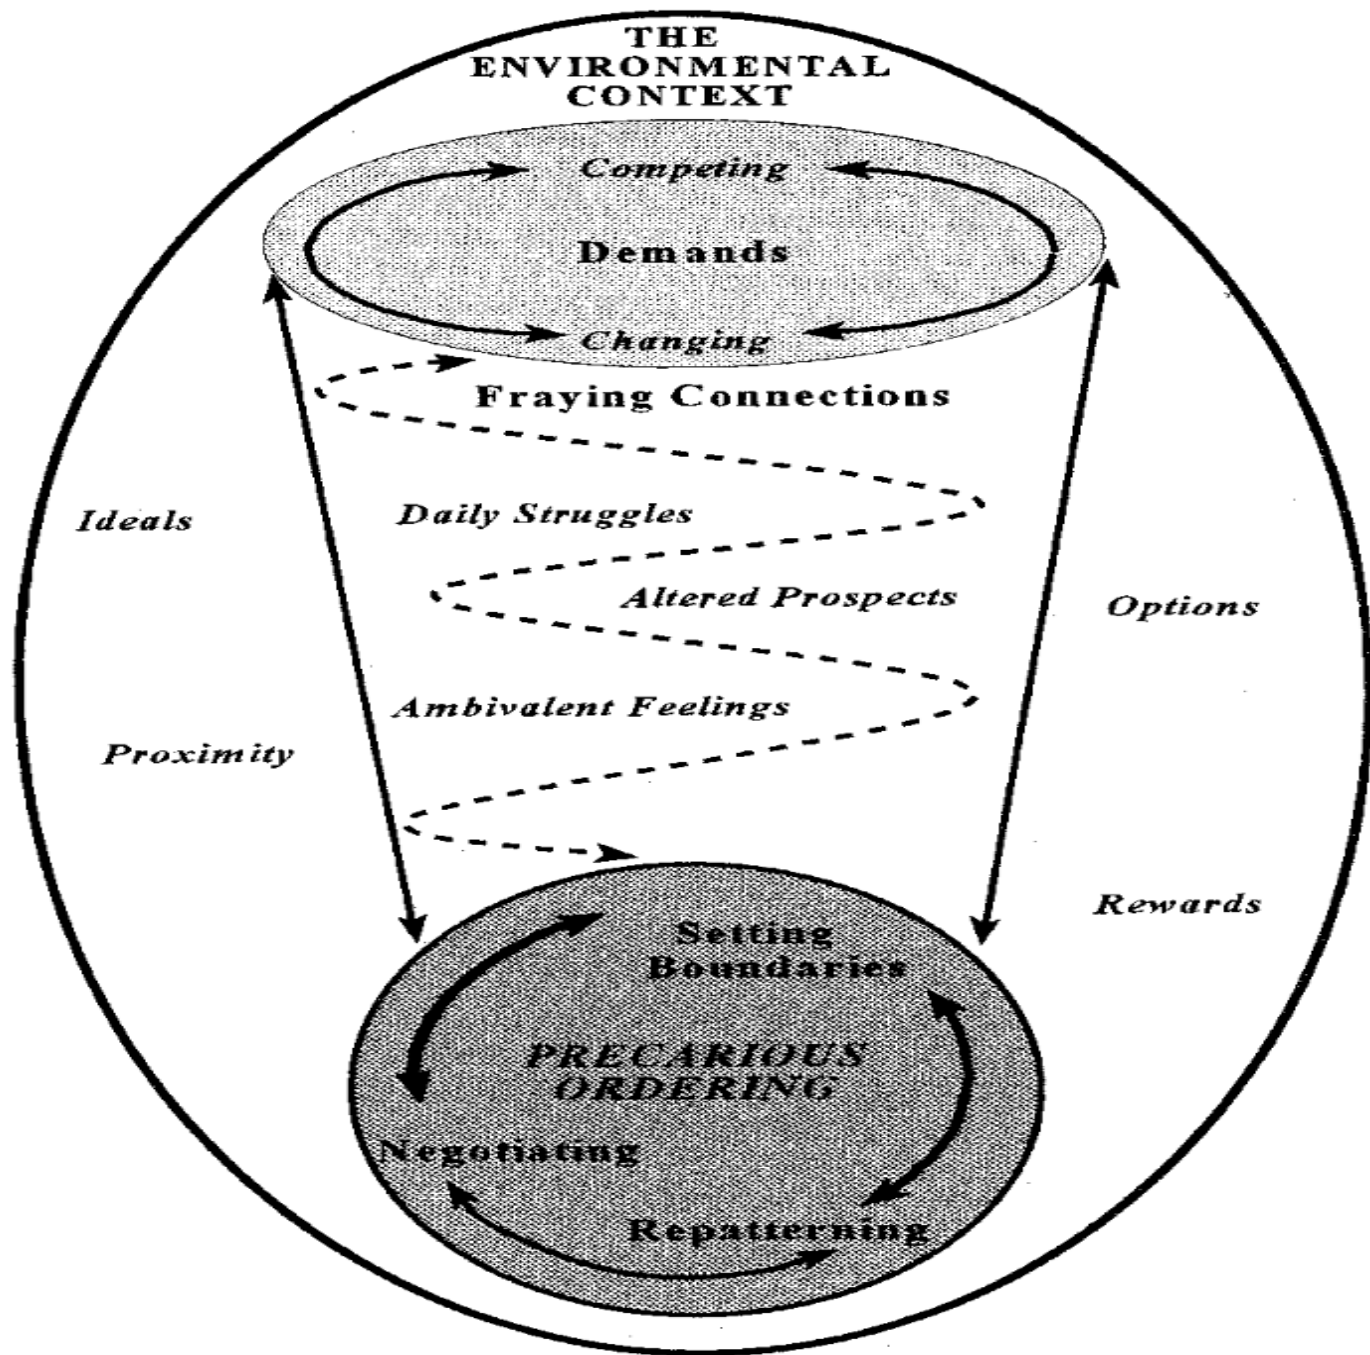 THE
ENVIRONMENTAL
CONTEXT
Competing
Demands
Changing
Fraying Connections
Ideals
Daily Struggles
Altered Prospects
Options
Ambivalent Feelings
Proximity
Rewards
Setting
Boundaries
PRECARIOUS
ORDERING
Negotiating
Repatterning